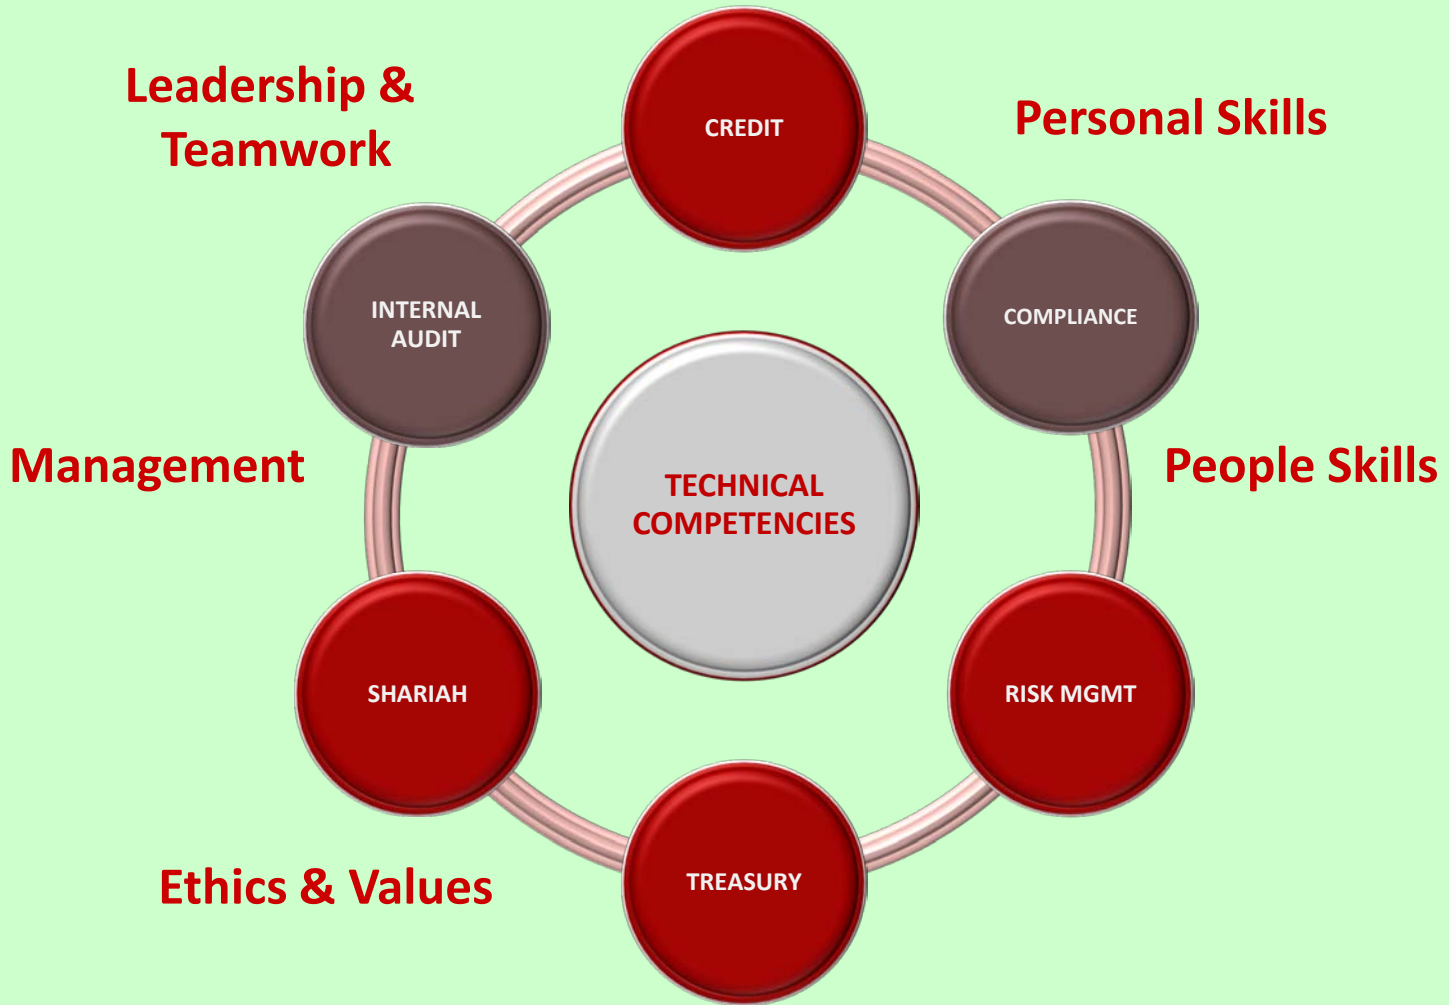 Leadership &
Teamwork
CREDIT
Personal Skills
INTERNAL
AUDIT
COMPLIANCE
Management
TECHNICAL
COMPETENCIES
People Skills
SHARIAH
RISK MGMT
Ethics & Values
TREASURY